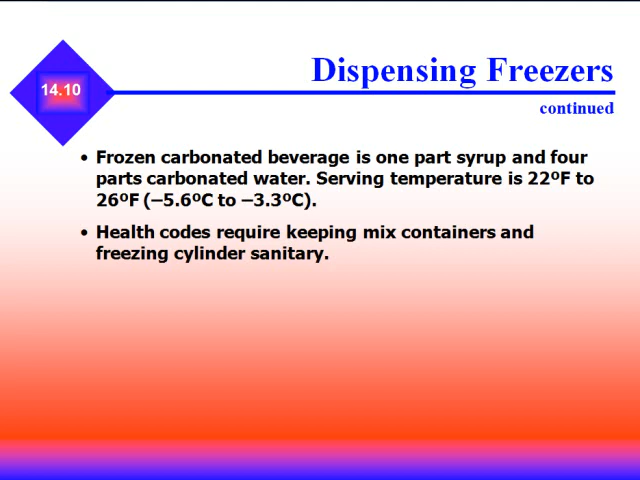 Dispensing Freezers
14.10
continued
• Frozen carbonated beverage is one part syrup and four
parts carbonated water. Serving temperature is 22ºF to
26ºF (–5.6ºC to –3.3ºC).
• Health codes require keeping mix containers and
freezing cylinder sanitary.